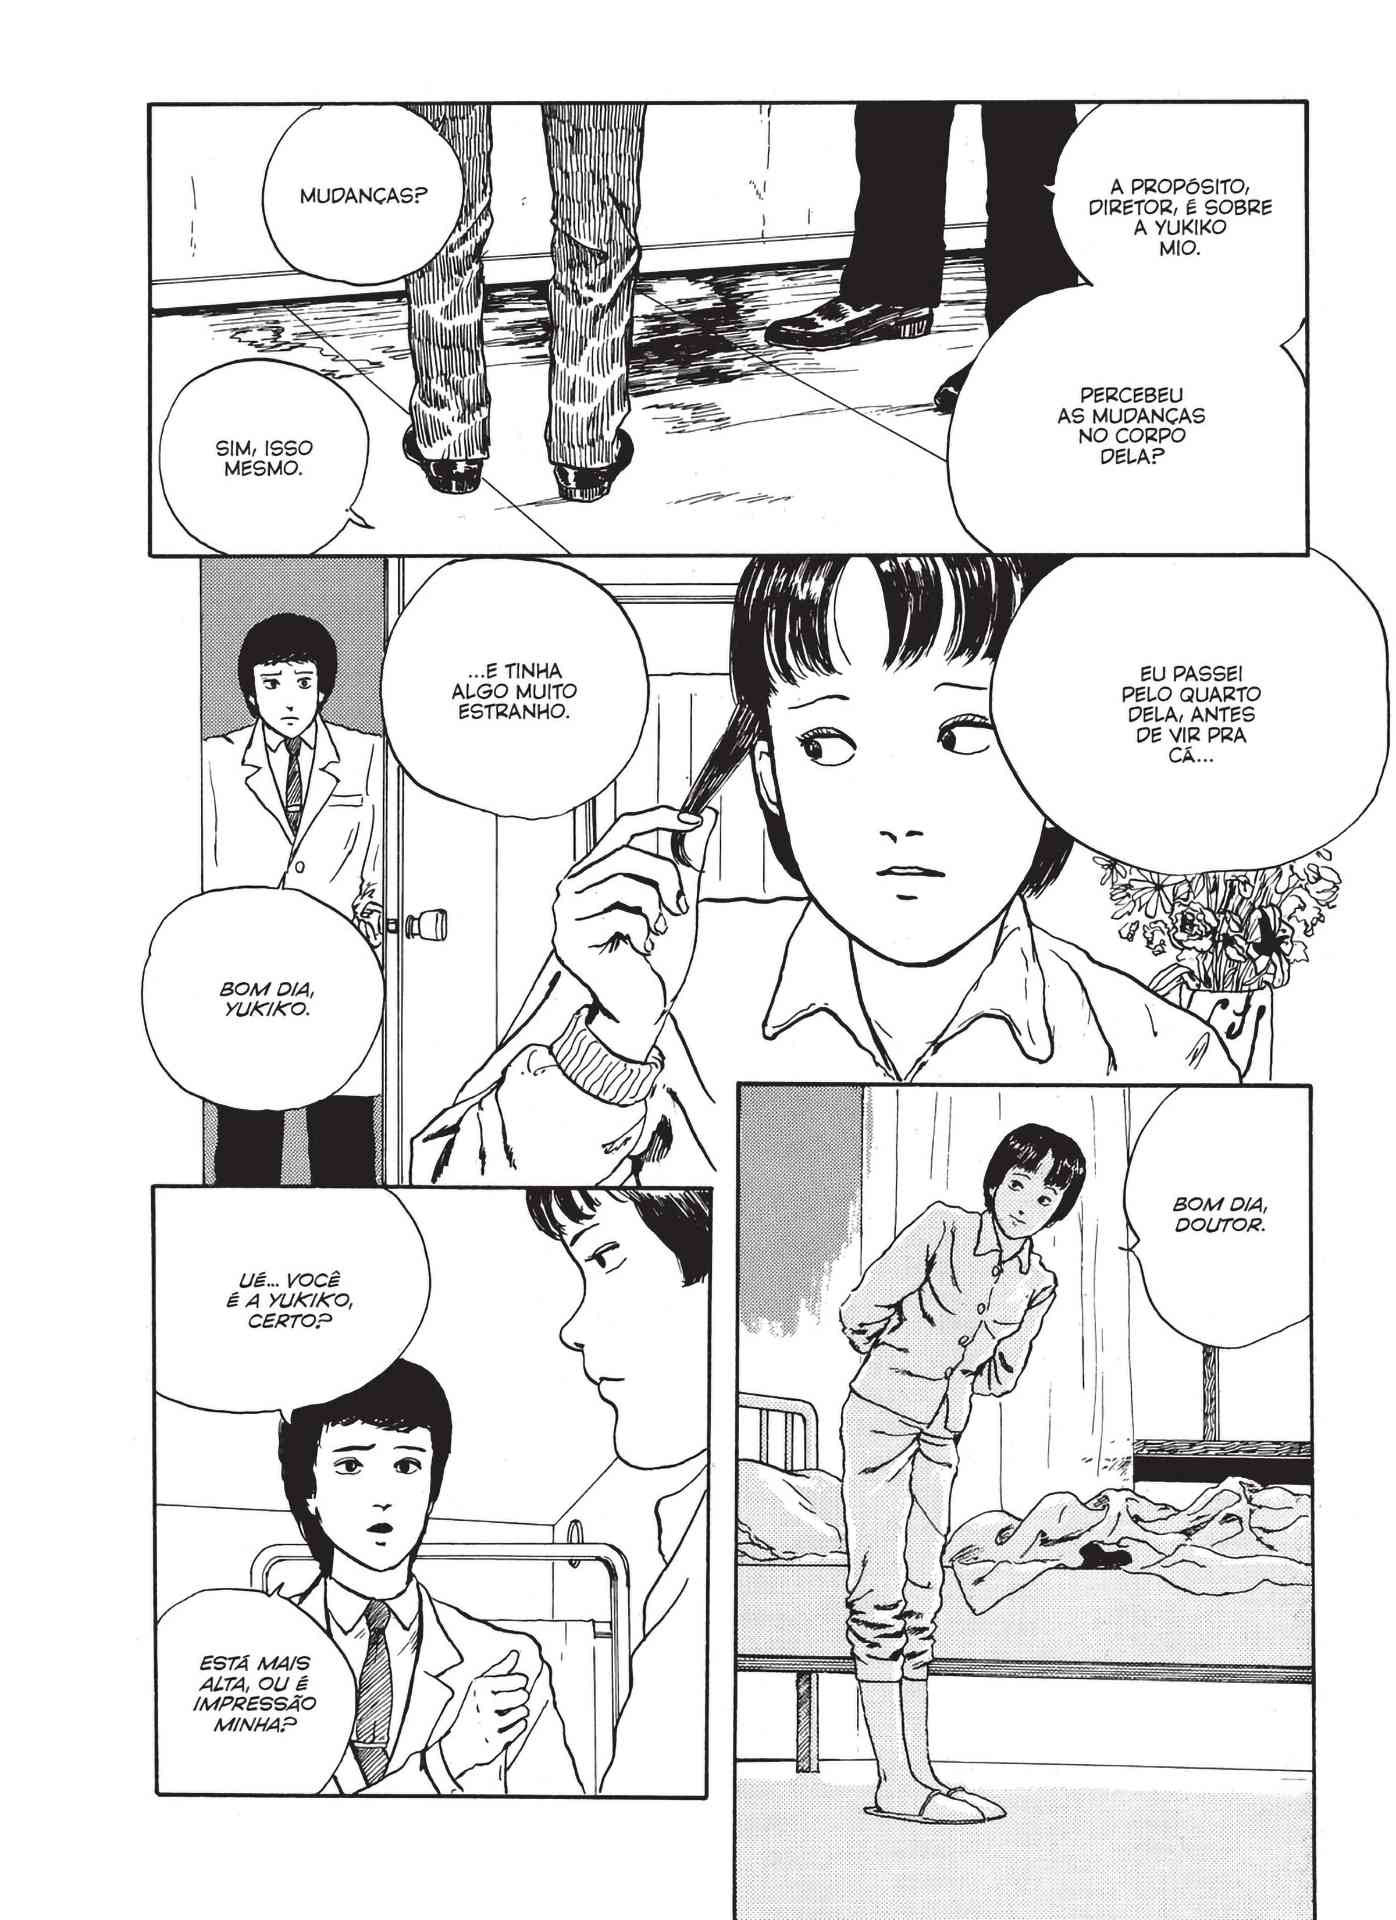 A PROPÓSITO,
DIRETOR, É SOBRE
A YUKIKO
MIO.
PERCEBEU
AS MUDANÇAS
NO CORPO
DELA?
MUDANÇAS?
SIM, ISSO
MESMO.
EU PASSEI
PELO QUARTO
DELA, ANTES
DE VIR PRA
CÁ...
...E TINHA
ALGO MUITO
ESTRANHO.
BOM DIA,
YUKIKO.
BOM DIA,
DOUTOR.
UÉ... VOCÊ
É A YUKIKO,
CERTO?
ESTÁ MAIS
ALTA, OU É
IMPRESSÃO
MINHA?